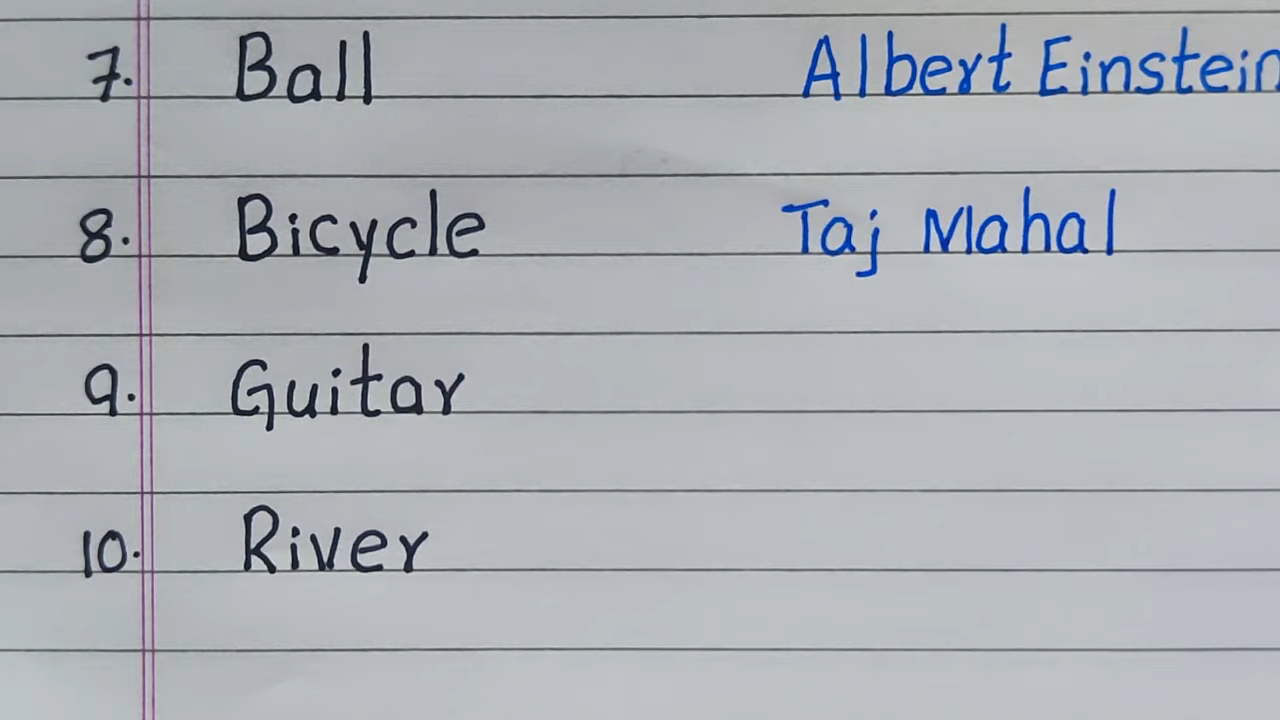 7. Ball Albert Einstein
8. Bicycle Taj Mahal
9. Guitar
10. River